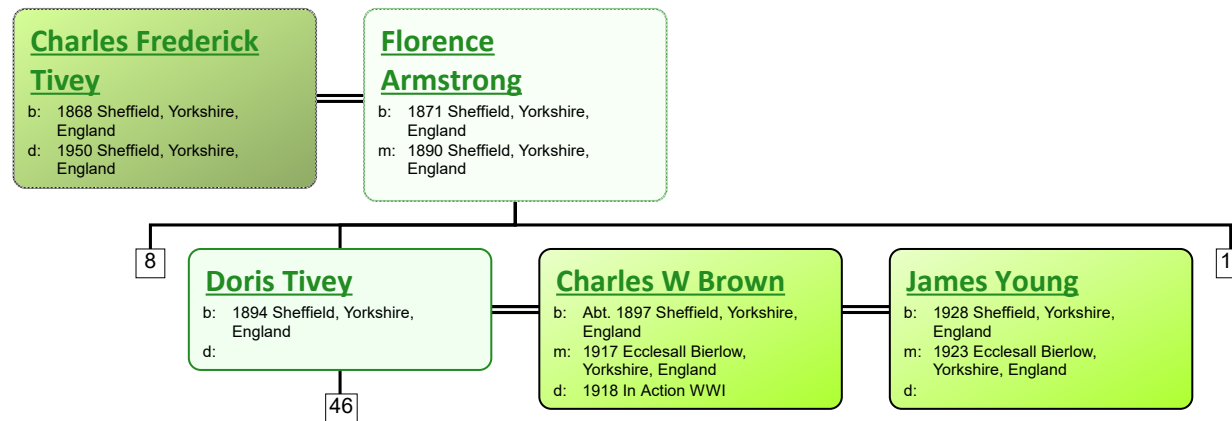 Charles Frederick
Tivey
b: 1868 Sheffield, Yorkshire,
England
d: 1950 Sheffield, Yorkshire,
England
Florence
Armstrong
b: 1871 Sheffield, Yorkshire,
England
m: 1890 Sheffield, Yorkshire,
England
8
Doris Tivey
b: 1894 Sheffield, Yorkshire,
England
d:
46
Charles W Brown
b: Abt. 1897 Sheffield, Yorkshire,
England
m: 1917 Ecclesall Bierlow,
Yorkshire, England
d: 1918 In Action WWI
James Young
b: 1928 Sheffield, Yorkshire,
England
m: 1923 Ecclesall Bierlow,
Yorkshire, England
d: